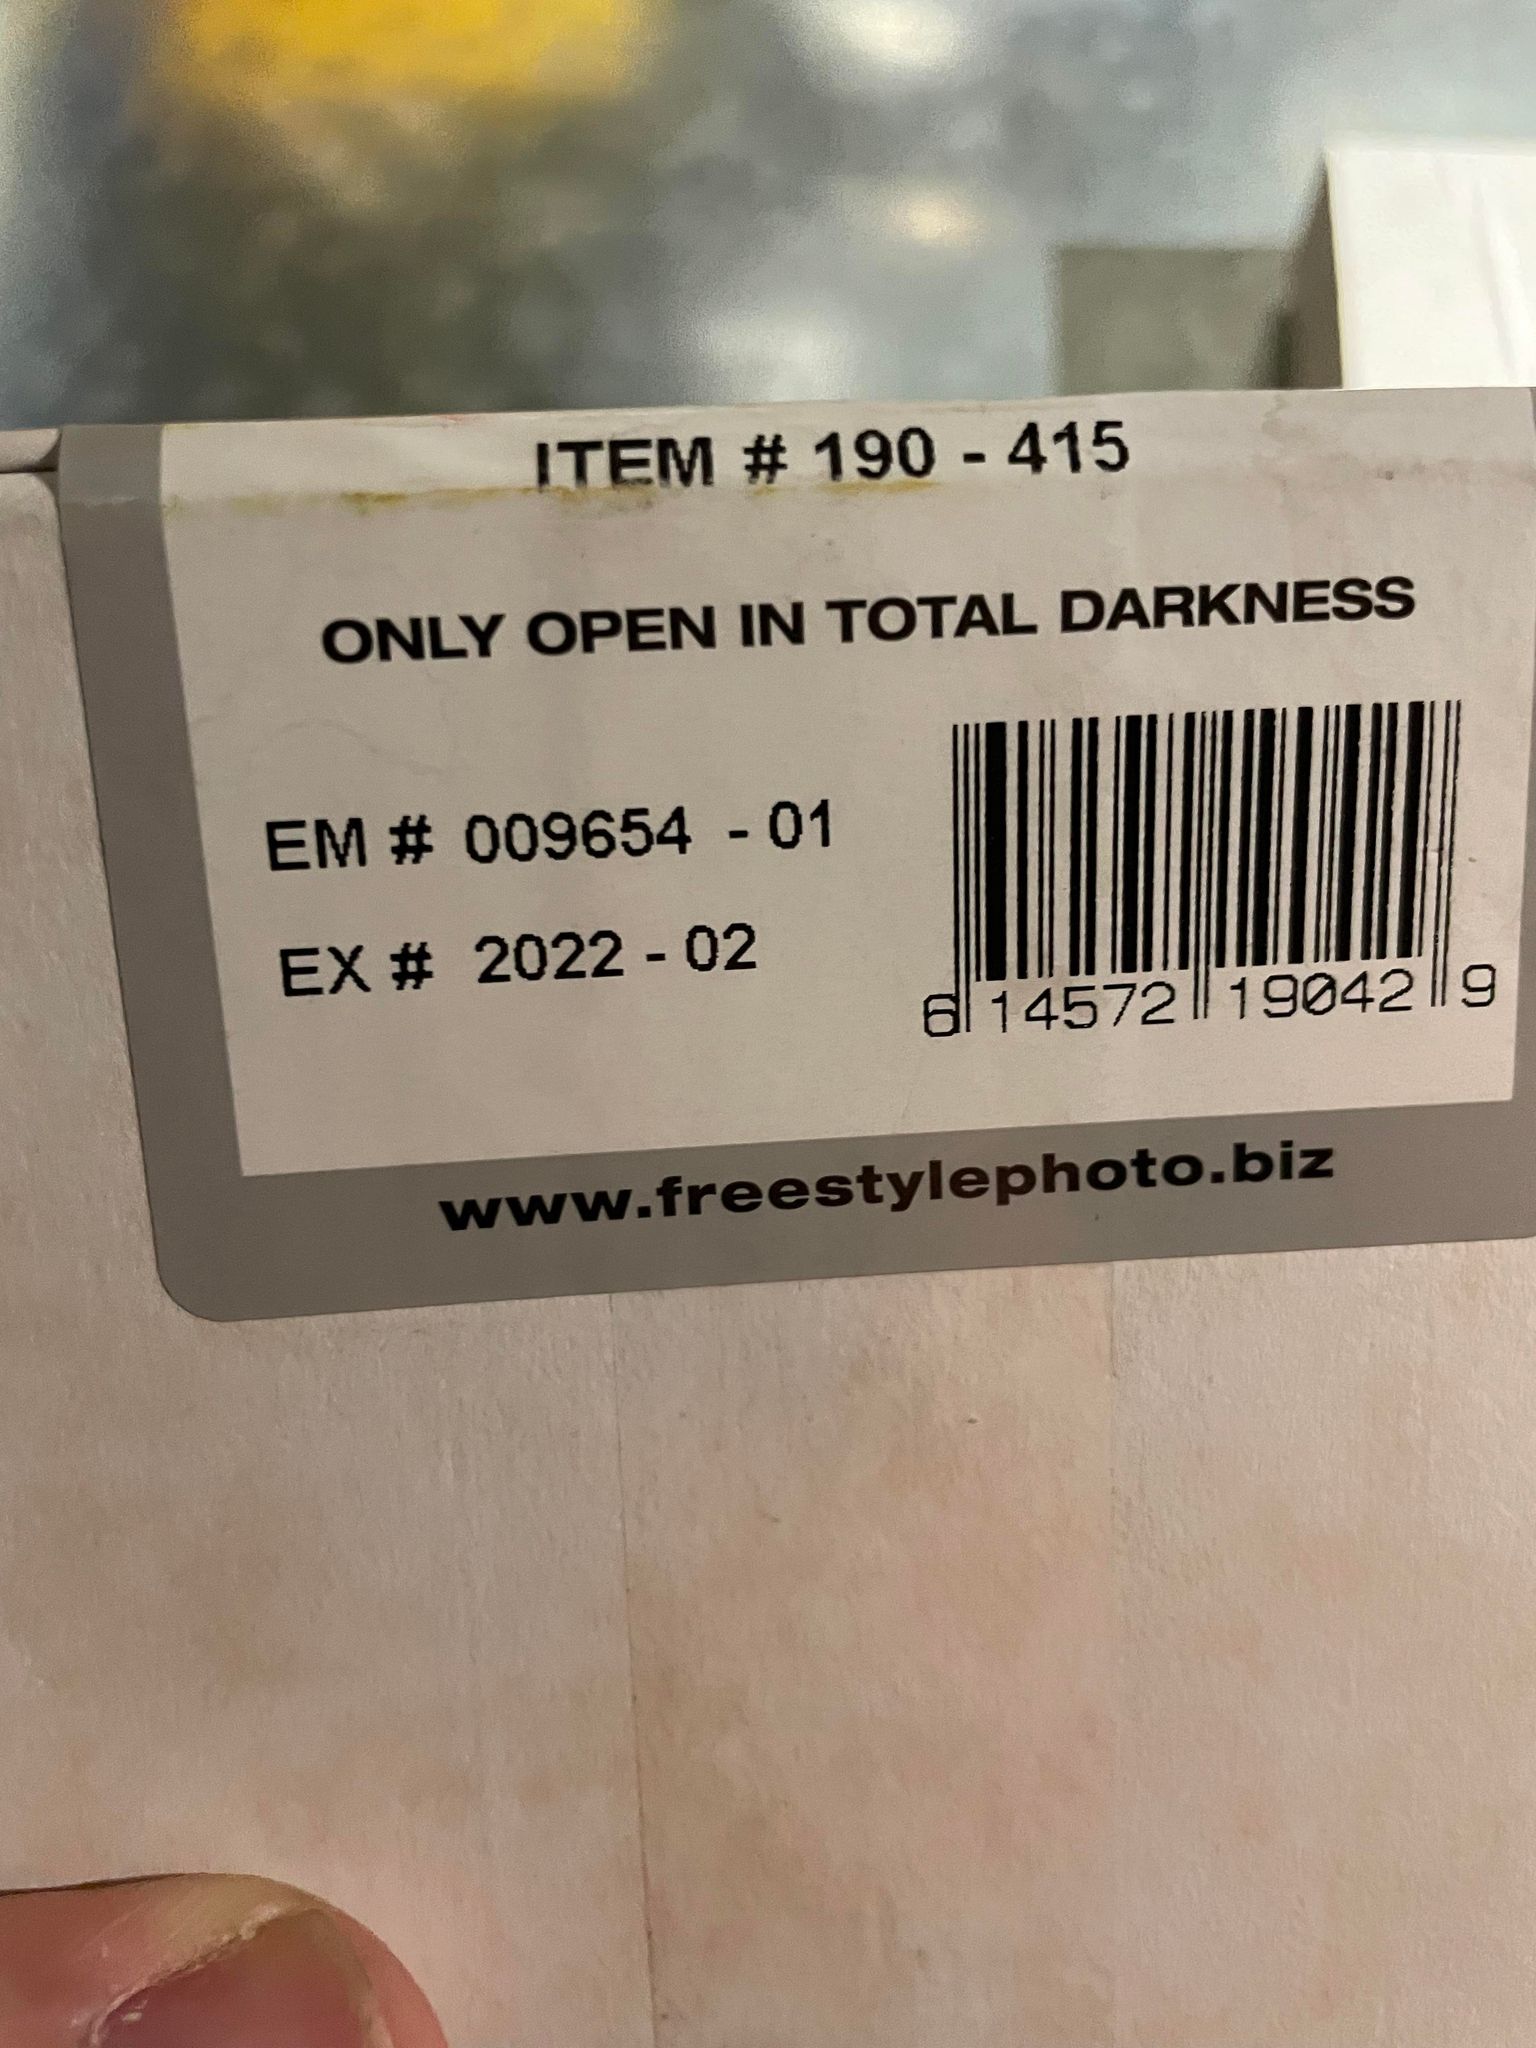 ITEM # 190 - 415
ONLY OPEN IN TOTAL DARKNESS
EM # 009654 - 01
EX # 2022 - 02
6 14572 19042 9
www.freestylephoto.biz